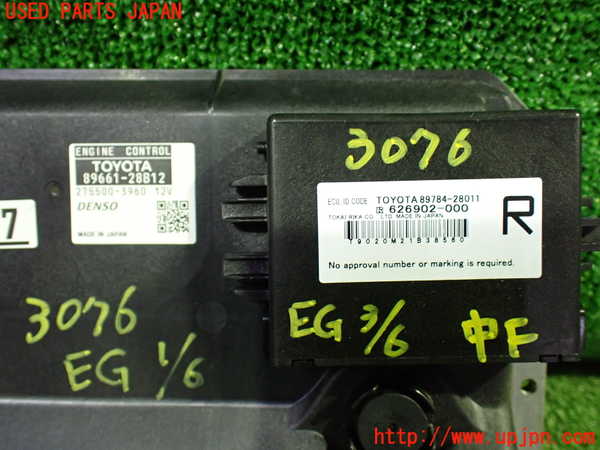 USED PARTS JAPAN
ENGINE CONTROL
TOYOTA
89661-28B12
275500-3960 12V
DENSO
MADE IN JAPAN
7
3076
EG 1/6
3076
ECU, ID CODE TOYOTA 89784-28011
626902-000
TOKAI RIKA CO., LTD. MADE IN JAPAN
R
No approval number or marking is required.
EG 3/6 中F
http://www.upjpn.com/